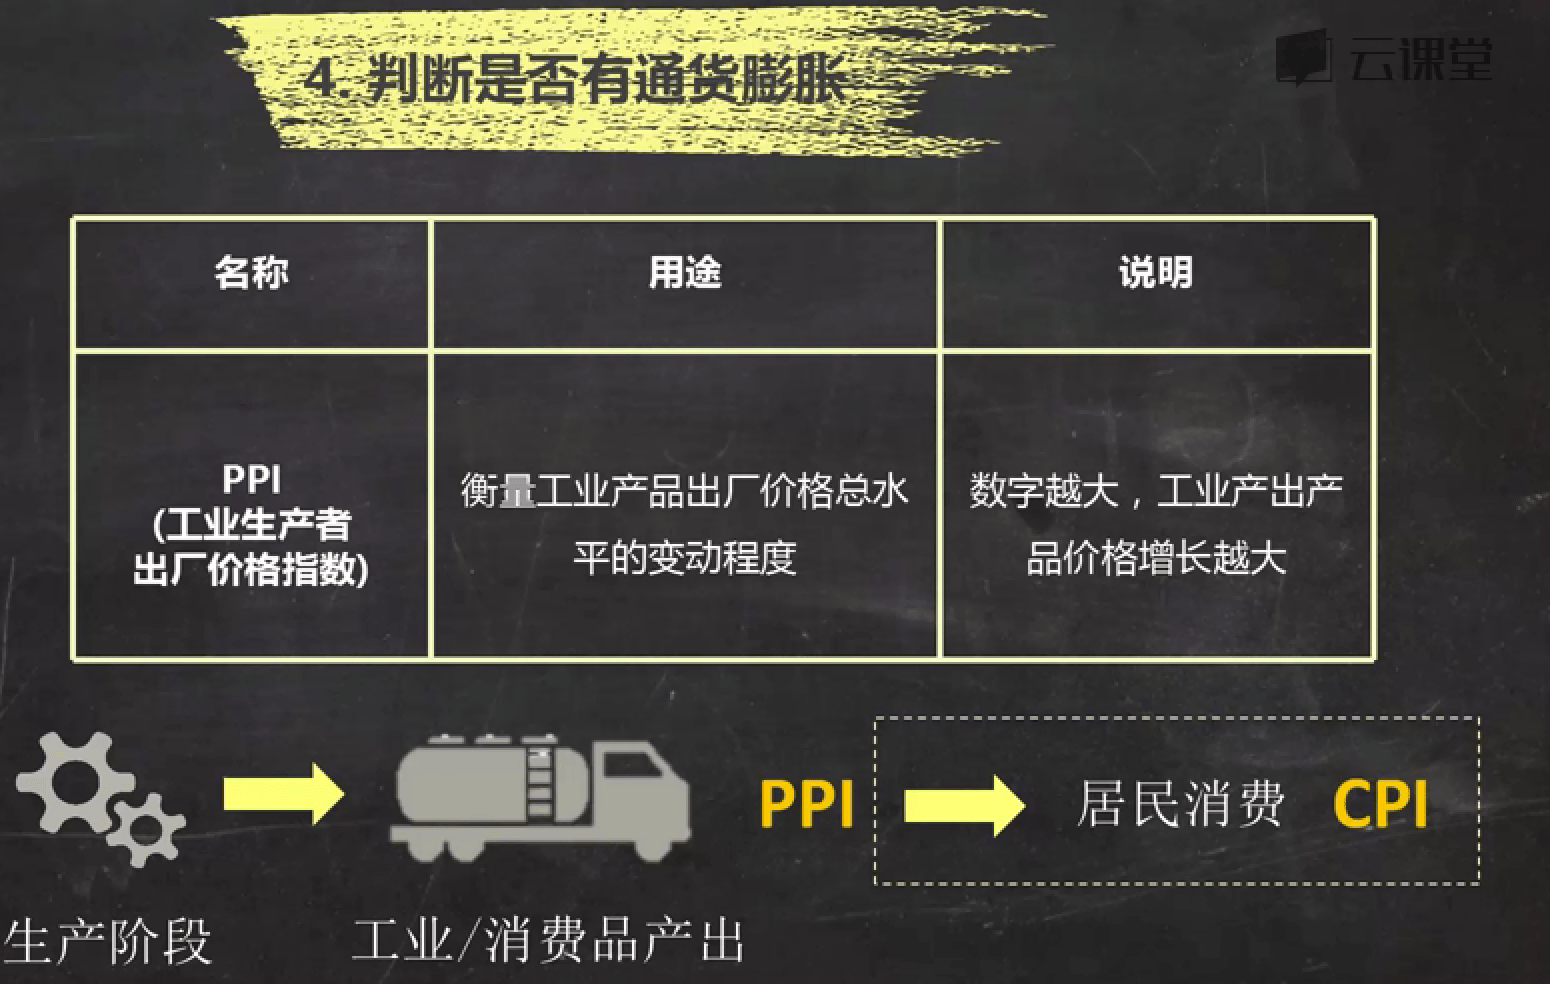 4. 判断是否有通货膨胀
云课堂
名称
用途
说明
PPI
(工业生产者
出厂价格指数)
衡量工业产品出厂价格总水
平的变动程度
数字越大，工业产出产
品价格增长越大
PPI
居民消费
CPI
生产阶段
工业/消费品产出